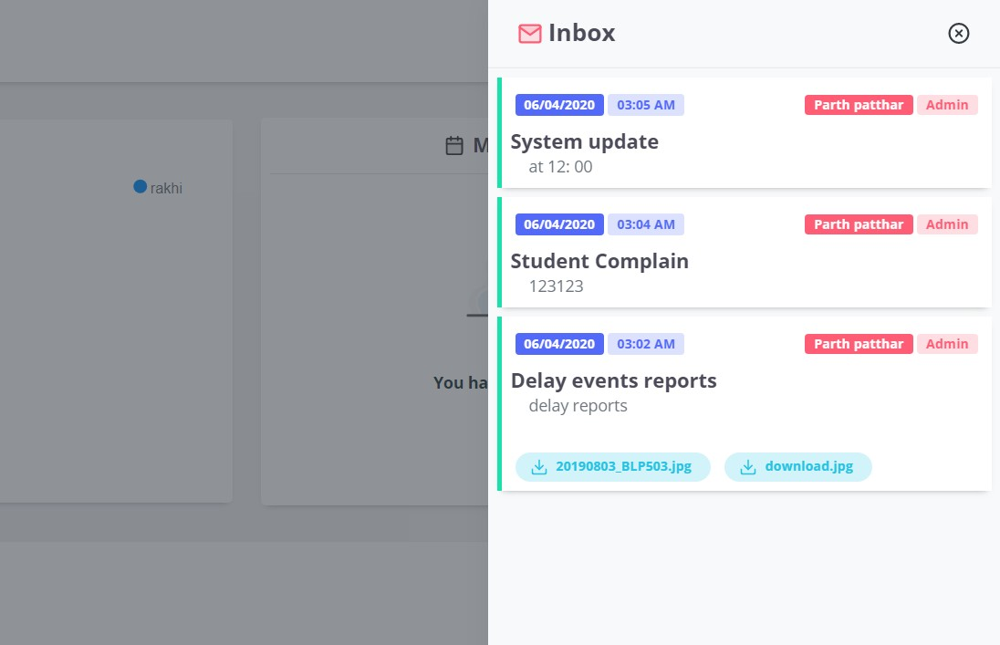 Inbox
06/04/2020 03:05 AM Parth patthar Admin
System update
at 12: 00
rakhi
06/04/2020 03:04 AM Parth patthar Admin
Student Complain
123123
06/04/2020 03:02 AM Parth patthar Admin
Delay events reports
You ha
delay reports
20190803_BLP503.jpg download.jpg